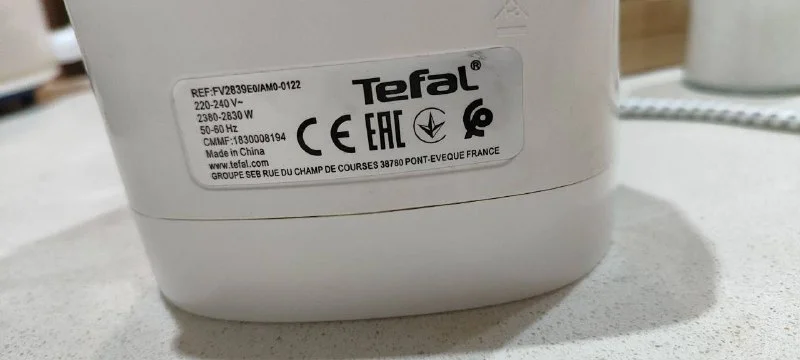 REF:FV2839E0/AM0-0122
220-240 V~
2380-2830 W
50-60 Hz
CMMF:1830008194
Made in China
www.tefal.com
GROUPE SEB RUE DU CHAMP DE COURSES 38780 PONT-EVEQUE FRANCE
Tefal®
CE EAC